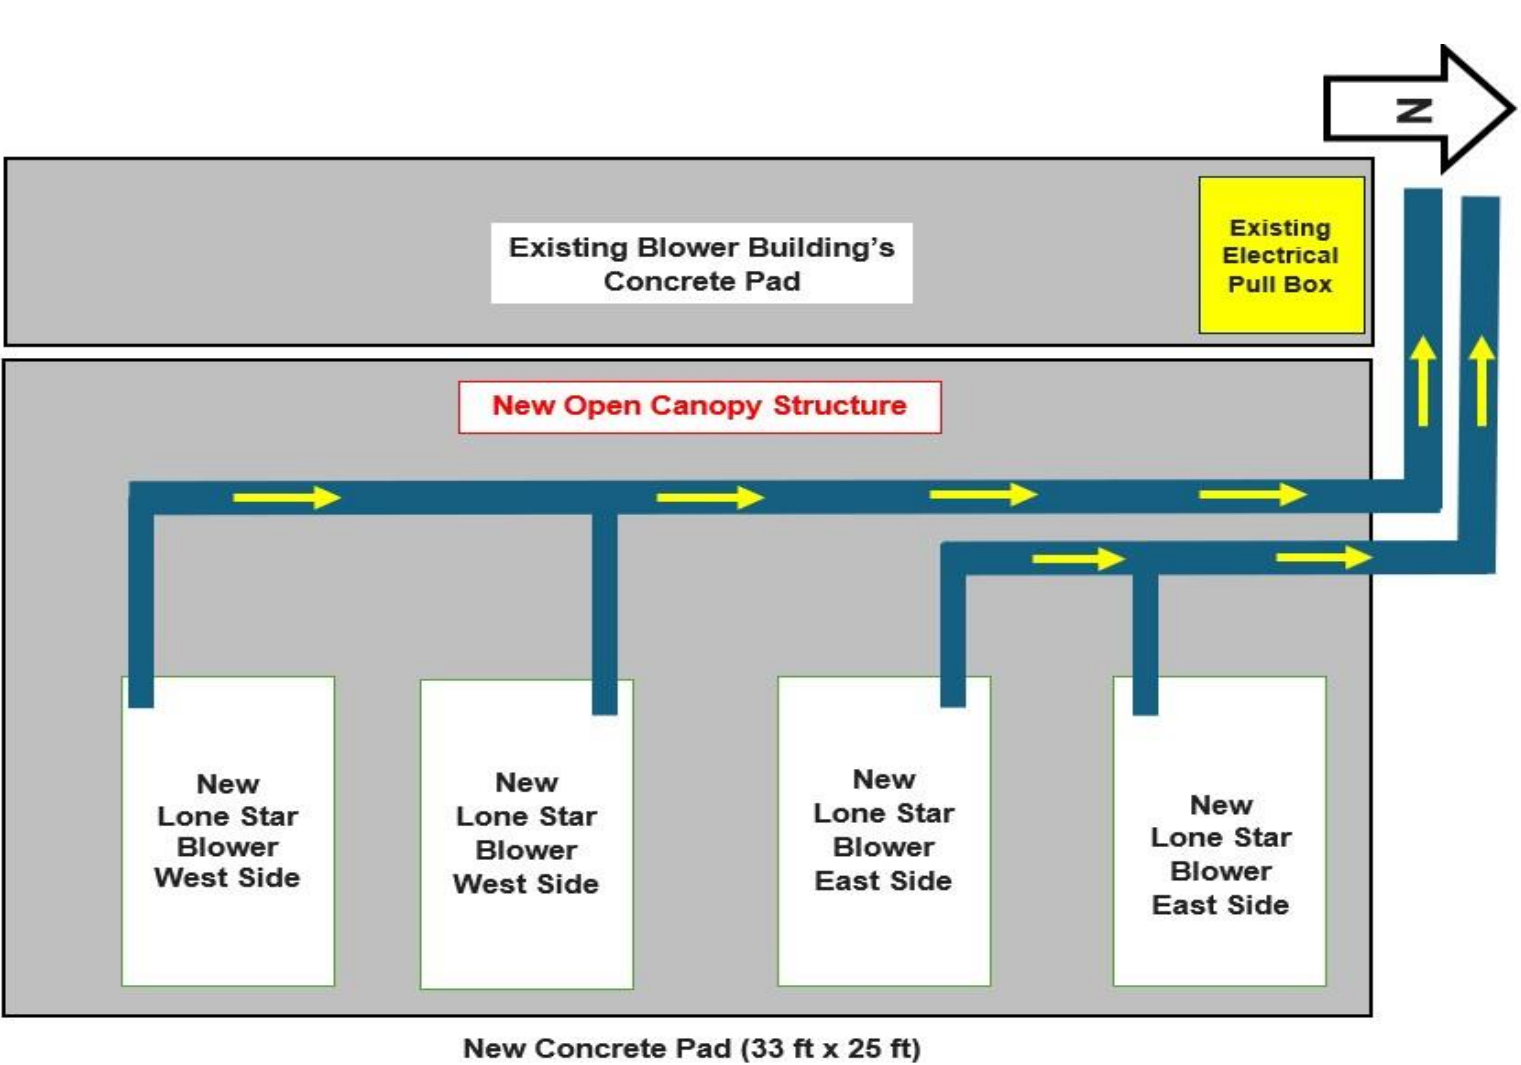 N
Existing Blower Building’s
Concrete Pad
Existing
Electrical
Pull Box
New Open Canopy Structure
New
Lone Star
Blower
West Side
New
Lone Star
Blower
West Side
New
Lone Star
Blower
East Side
New
Lone Star
Blower
East Side
New Concrete Pad (33 ft x 25 ft)